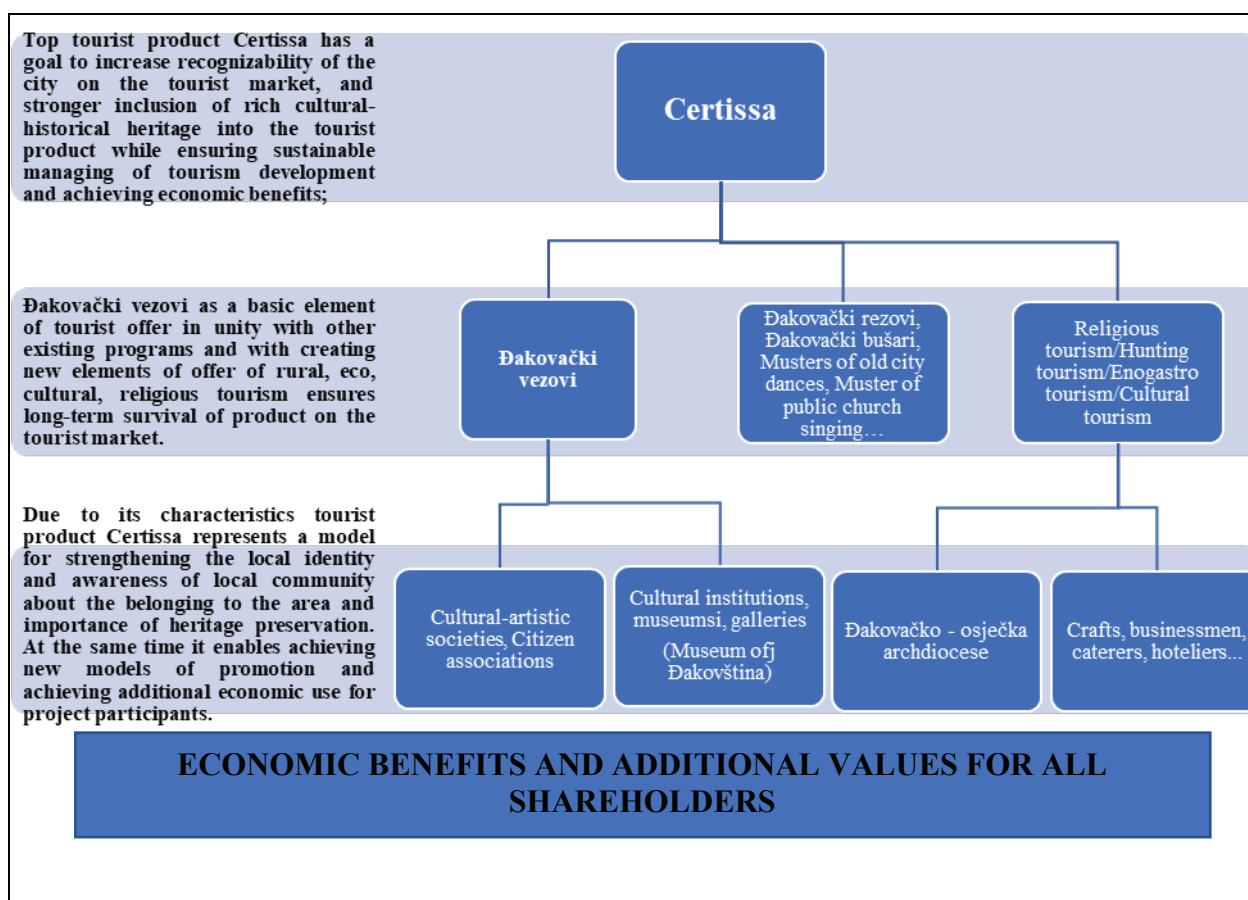 Top tourist product Certissa has a
goal to increase recognizability of the
city on the tourist market, and
stronger inclusion of rich cultural-
historical heritage into the tourist
product while ensuring sustainable
managing of tourism development
and achieving economic benefits;
Certissa
Đakovački vezovi as a basic element
of tourist offer in unity with other
existing programs and with creating
new elements of offer of rural, eco,
cultural, religious tourism ensures
long-term survival of product on the
tourist market.
Đakovački
vezovi
Đakovački rezovi,
Đakovački bušari,
Musters of old city
dances, Muster of
public church
singing…
Religious
tourism/Hunting
tourism/Enogastro
tourism/Cultural
tourism
Due to its characteristics tourist
product Certissa represents a model
for strengthening the local identity
and awareness of local community
about the belonging to the area and
importance of heritage preservation.
At the same time it enables achieving
new models of promotion and
achieving additional economic use for
project participants.
Cultural-artistic
societies, Citizen
associations
Cultural institutions,
museumsi, galleries
(Museum ofj
Đakovština)
Đakovačko - osječka
archdiocese
Crafts, businessmen,
caterers, hoteliers...
ECONOMIC BENEFITS AND ADDITIONAL VALUES FOR ALL
SHAREHOLDERS